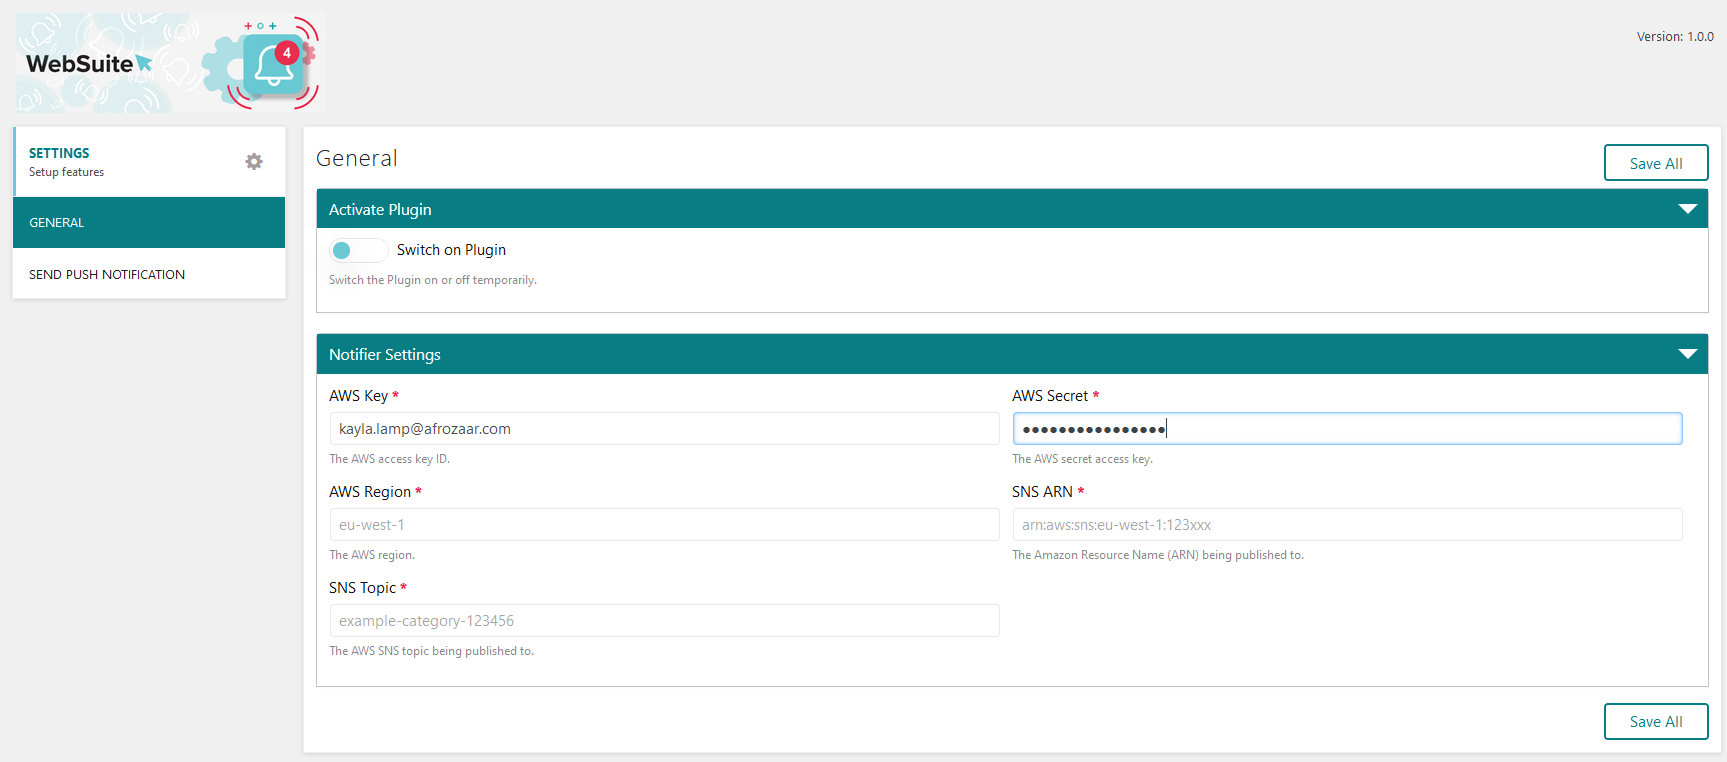 WebSuite
4
Version: 1.0.0
SETTINGS
Setup features
GENERAL
SEND PUSH NOTIFICATION
General
Save All
Activate Plugin
Switch on Plugin
Switch the Plugin on or off temporarily.
Notifier Settings
AWS Key *
AWS Secret *
kayla.lamp@afrozaar.com
••••••••••••••••
The AWS access key ID.
The AWS secret access key.
AWS Region *
SNS ARN *
eu-west-1
arn:aws:sns:eu-west-1:123xxx
The AWS region.
The Amazon Resource Name (ARN) being published to.
SNS Topic *
example-category-123456
The AWS SNS topic being published to.
Save All